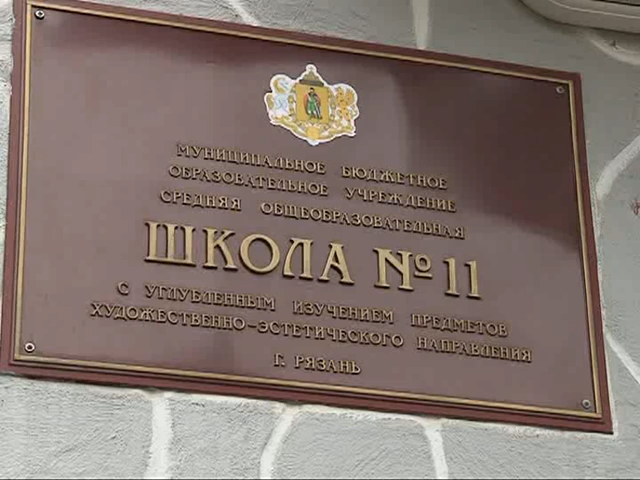 МУНИЦИПАЛЬНОЕ БЮДЖЕТНОЕ
ОБРАЗОВАТЕЛЬНОЕ УЧРЕЖДЕНИЕ
СРЕДНЯЯ ОБЩЕОБРАЗОВАТЕЛЬНАЯ
ШКОЛА № 11
С УГЛУБЛЕННЫМ ИЗУЧЕНИЕМ ПРЕДМЕТОВ
ХУДОЖЕСТВЕННО-ЭСТЕТИЧЕСКОГО НАПРАВЛЕНИЯ
Г. РЯЗАНЬ